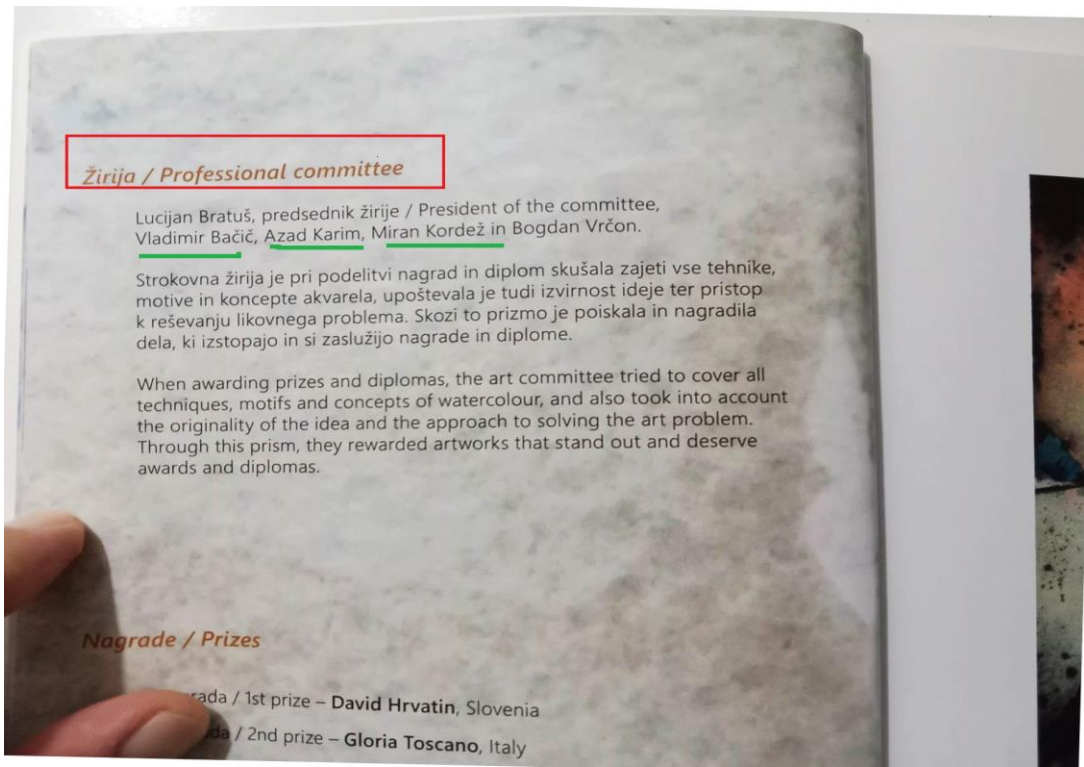 Žirija / Professional committee
Lucijan Bratuš, predsednik žirije / President of the committee,
Vladimir Bačič, Azad Karim, Miran Kordež in Bogdan Vrčon.
Strokovna žirija je pri podelitvi nagrad in diplom skušala zajeti vse tehnike,
motive in koncepte akvarela, upoštevala je tudi izvirnost ideje ter pristop
k reševanju likovnega problema. Skozi to prizmo je poiskala in nagradila
dela, ki izstopajo in si zaslužijo nagrade in diplome.
When awarding prizes and diplomas, the art committee tried to cover all
techniques, motifs and concepts of watercolour, and also took into account
the originality of the idea and the approach to solving the art problem.
Through this prism, they rewarded artworks that stand out and deserve
awards and diplomas.
Nagrade / Prizes
/ 1st prize – David Hrvatin, Slovenia
/ 2nd prize – Gloria Toscano, Italy